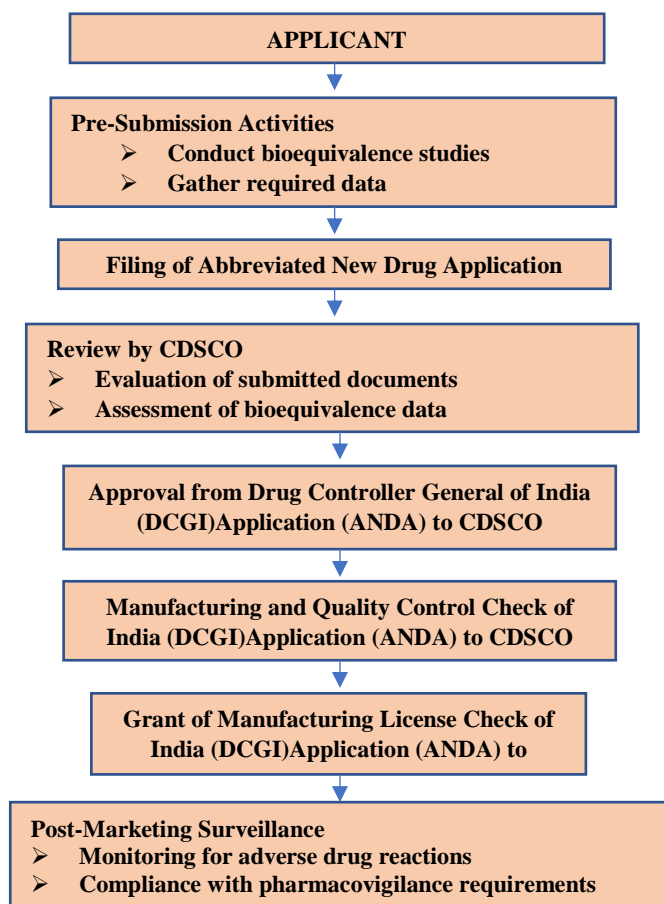 APPLICANT
Pre-Submission Activities
➢ Conduct bioequivalence studies
➢ Gather required data
Filing of Abbreviated New Drug Application
Review by CDSCO
➢ Evaluation of submitted documents
➢ Assessment of bioequivalence data
Approval from Drug Controller General of India
(DCGI)Application (ANDA) to CDSCO
Manufacturing and Quality Control Check of
India (DCGI)Application (ANDA) to CDSCO
Grant of Manufacturing License Check of
India (DCGI)Application (ANDA) to
Post-Marketing Surveillance
➢ Monitoring for adverse drug reactions
➢ Compliance with pharmacovigilance requirements